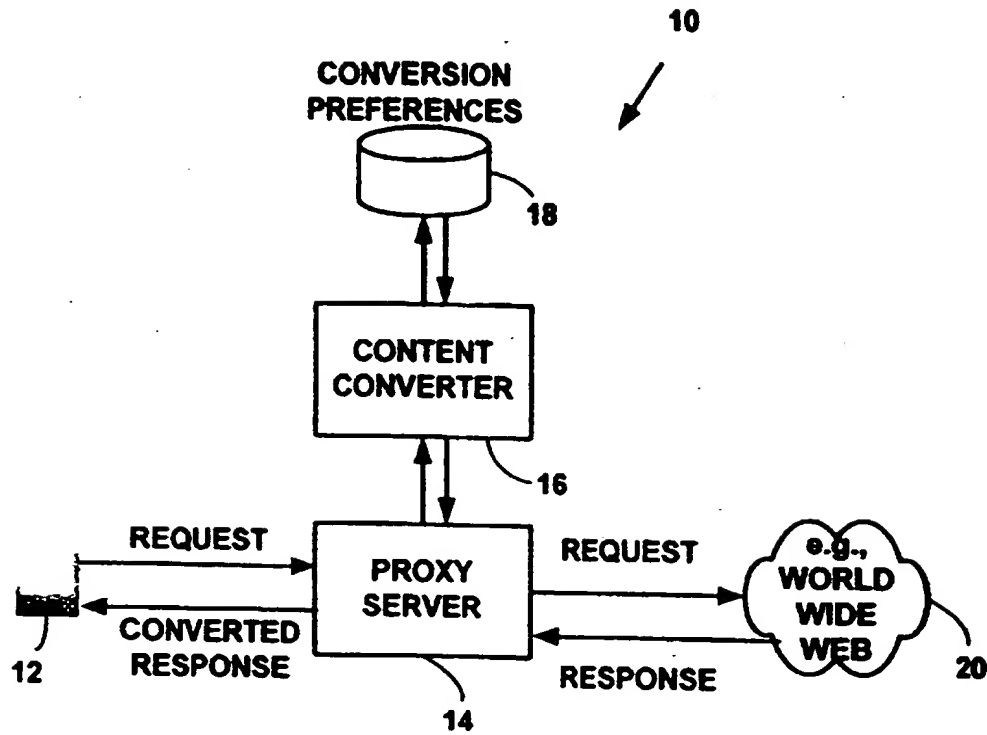 10
CONVERSION
PREFERENCES
18
CONTENT
CONVERTER
16
REQUEST
PROXY
SERVER
REQUEST
e.g.,
WORLD
WIDE
WEB
CONVERTED
RESPONSE
RESPONSE
12
14
20